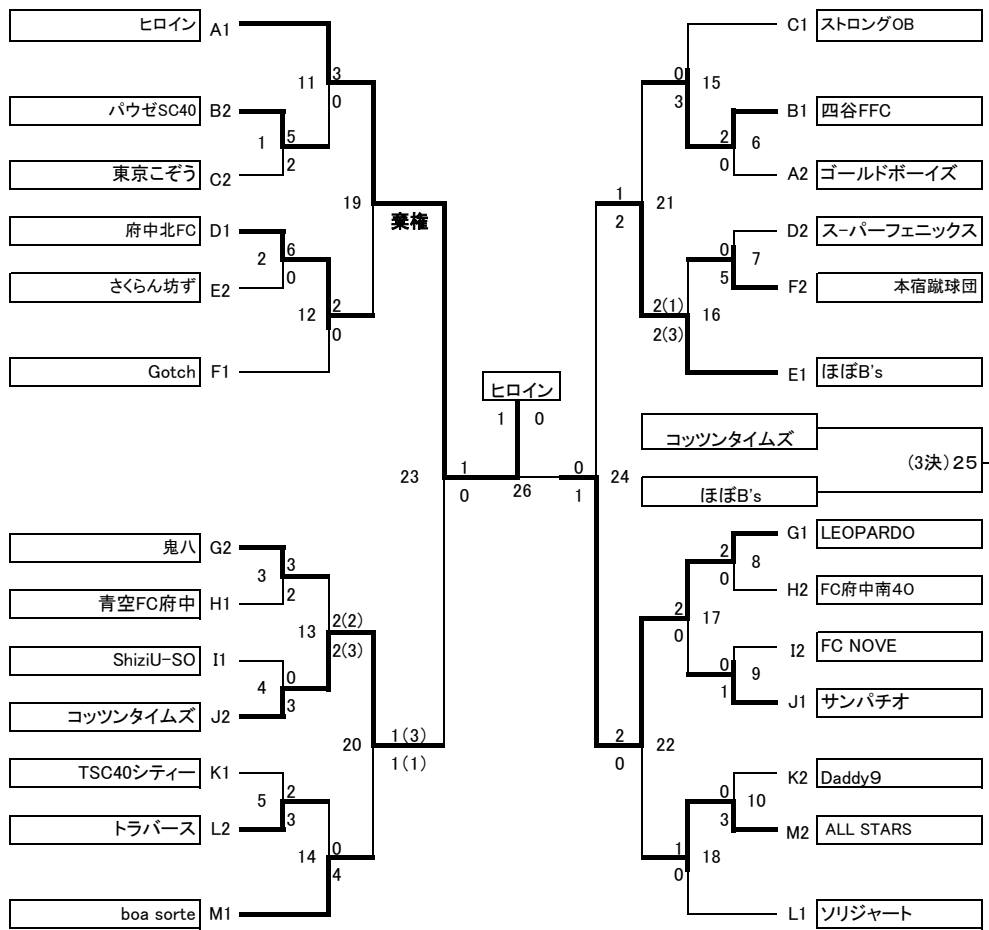 ヒロイン A1
11 3
0
パウゼSC40 B2
1 5
2
東京こぞう C2
19 棄権
府中北FC D1
2 6
0
さくらん坊ず E2
12 2
0
Gotch F1
23 1
0
鬼八 G2
3 3
2
青空FC府中 H1
13 2(2)
2(3)
ShiziU-SO I1
4 0
3
コッツンタイムズ J2
20 1(3)
1(1)
TSC40シティー K1
5 2
3
トラバース L2
14 0
4
boa sorte M1
ヒロイン
1 0
26
C1 ストロングOB
0 15
3
B1 四谷FFC
2 6
0
A2 ゴールドボーイズ
1 21
2
D2 ス-パーフェニックス
0 7
5
F2 本宿蹴球団
2(1) 16
2(3)
E1 ほぼB's
コッツンタイムズ
(3決)25
ほぼB's
0 24
1
G1 LEOPARDO
2 8
0
H2 FC府中南40
2 17
0
I2 FC NOVE
0 9
1
J1 サンパチオ
2 22
0
K2 Daddy9
0 10
3
M2 ALL STARS
1 18
0
L1 ソリジャート